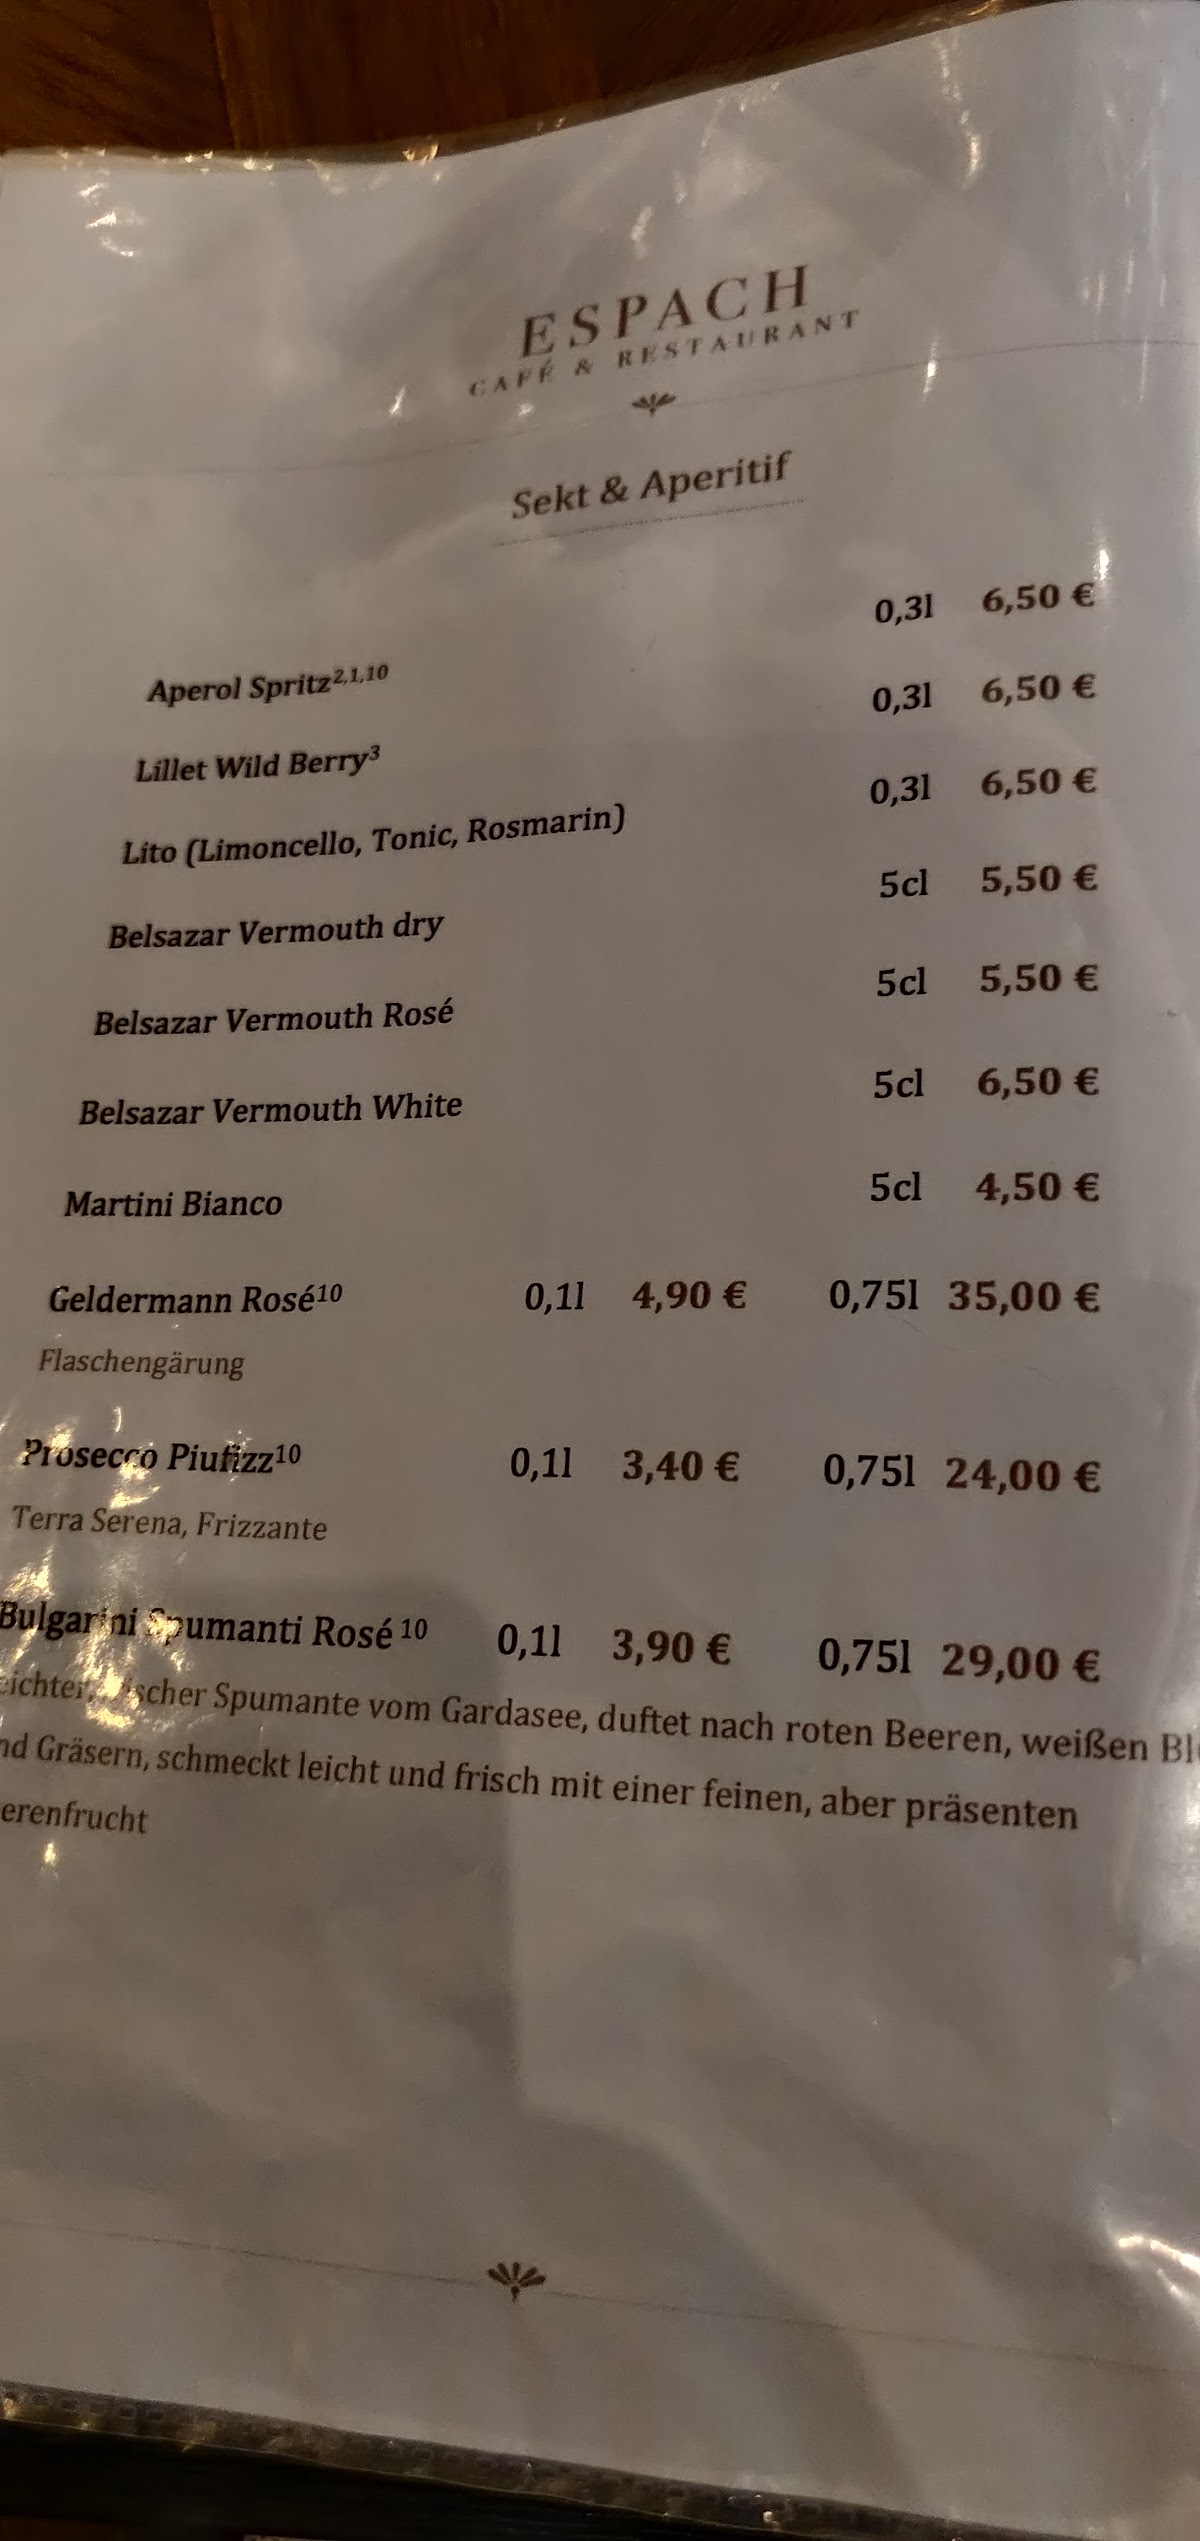 ESPACH
CAFÉ & RESTAURANT
Sekt & Aperitif
Aperol Spritz2,1,10 0,3l 6,50 €
Lillet Wild Berry3 0,3l 6,50 €
Lito (Limoncello, Tonic, Rosmarin) 0,3l 6,50 €
Belsazar Vermouth dry 5cl 5,50 €
Belsazar Vermouth Rosé 5cl 5,50 €
Belsazar Vermouth White 5cl 6,50 €
Martini Bianco 5cl 4,50 €
Geldermann Rosé10 0,1l 4,90 € 0,75l 35,00 €
Flaschengärung
Prosecco Piufizz10 0,1l 3,40 € 0,75l 24,00 €
Terra Serena, Frizzante
Bulgarini Spumanti Rosé 10 0,1l 3,90 € 0,75l 29,00 €
Spumante vom Gardasee, duftet nach roten Beeren, weißen
Gräsern, schmeckt leicht und frisch mit einer feinen, aber präsenten